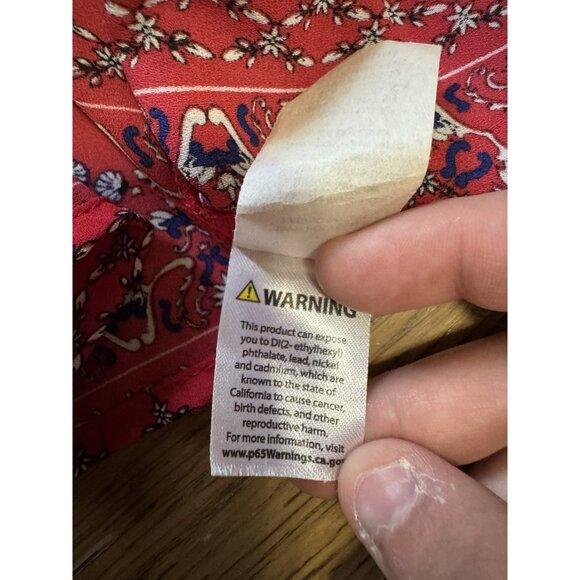 WARNING
This product can expose
you to DI(2- ethylhexyl)
phthalate, lead, nickel
and cadmium, which are
known to the state of
California to cause cancer,
birth defects, and other
reproductive harm.
For more information, visit
www.p65Warnings.ca.gov